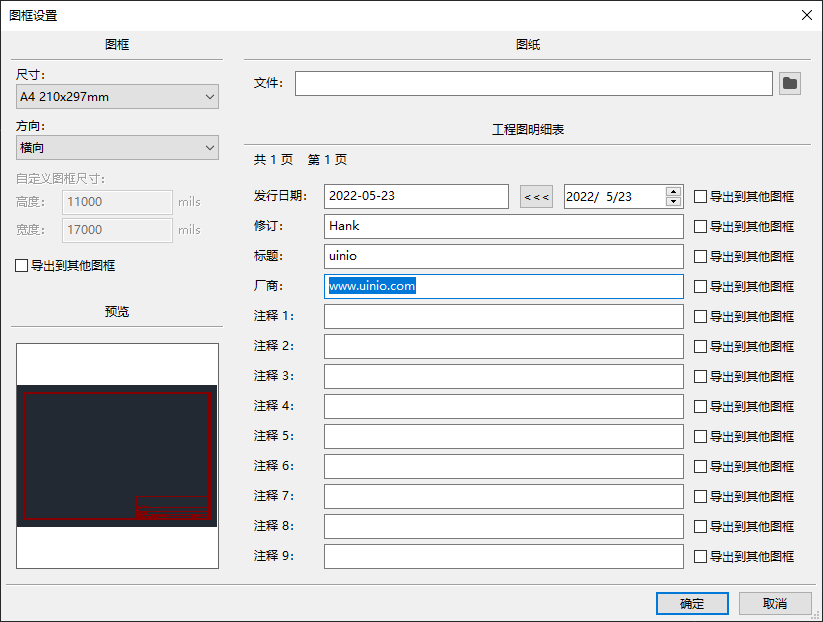 图框设置
图框
尺寸:
A4 210x297mm
方向:
横向
自定义图框尺寸:
高度: 11000 mils
宽度: 17000 mils
导出到其他图框
预览
图纸
文件:
工程图明细表
共 1 页 第 1 页
发行日期: 2022-05-23 <<< 2022/ 5/23 导出到其他图框
修订: Hank 导出到其他图框
标题: uinio 导出到其他图框
厂商: www.uinio.com 导出到其他图框
注释 1: 导出到其他图框
注释 2: 导出到其他图框
注释 3: 导出到其他图框
注释 4: 导出到其他图框
注释 5: 导出到其他图框
注释 6: 导出到其他图框
注释 7: 导出到其他图框
注释 8: 导出到其他图框
注释 9: 导出到其他图框
确定 取消